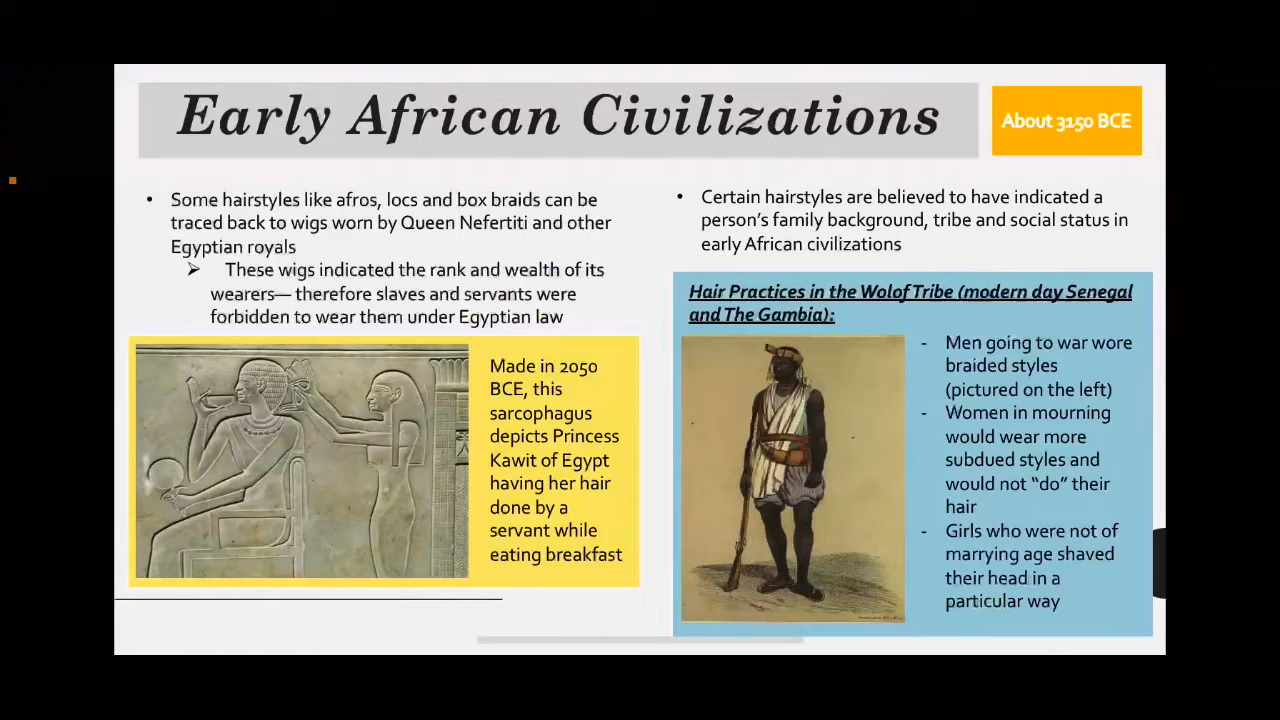 Early African Civilizations
About 3150 BCE
• Some hairstyles like afros, locs and box braids can be
traced back to wigs worn by Queen Nefertiti and other
Egyptian royals
➢ These wigs indicated the rank and wealth of its
wearers— therefore slaves and servants were
forbidden to wear them under Egyptian law
Made in 2050
BCE, this
sarcophagus
depicts Princess
Kawit of Egypt
having her hair
done by a
servant while
eating breakfast
• Certain hairstyles are believed to have indicated a
person's family background, tribe and social status in
early African civilizations
Hair Practices in the Wolof Tribe (modern day Senegal
and The Gambia):
- Men going to war wore
braided styles
(pictured on the left)
- Women in mourning
would wear more
subdued styles and
would not "do" their
hair
- Girls who were not of
marrying age shaved
their head in a
particular way